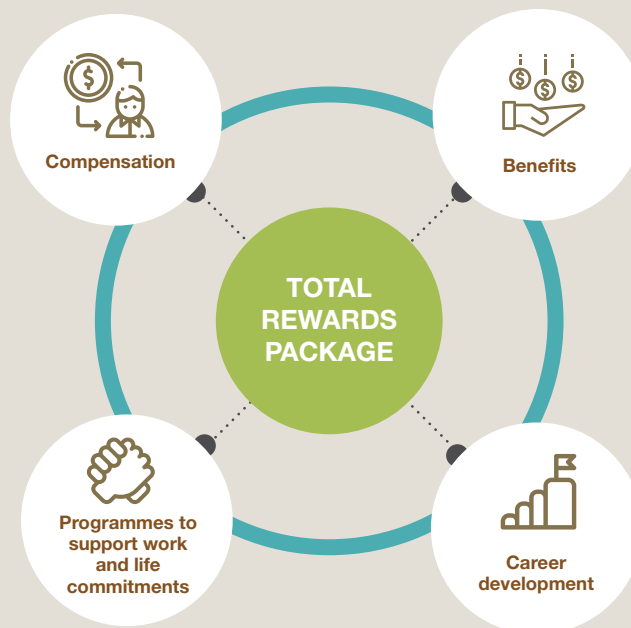 Compensation
Benefits
TOTAL
REWARDS
PACKAGE
Programmes to
support work
and life
commitments
Career
development